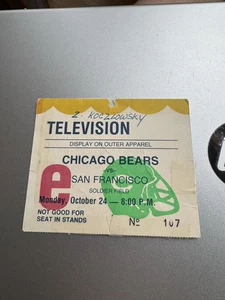 Z Kozlowsky
TELEVISION
DISPLAY ON OUTER APPAREL
CHICAGO BEARS
vs.
SAN FRANCISCO
SOLDIER FIELD
e
Monday, October 24 — 8:00 P.M.
NOT GOOD FOR
SEAT IN STANDS
No 107